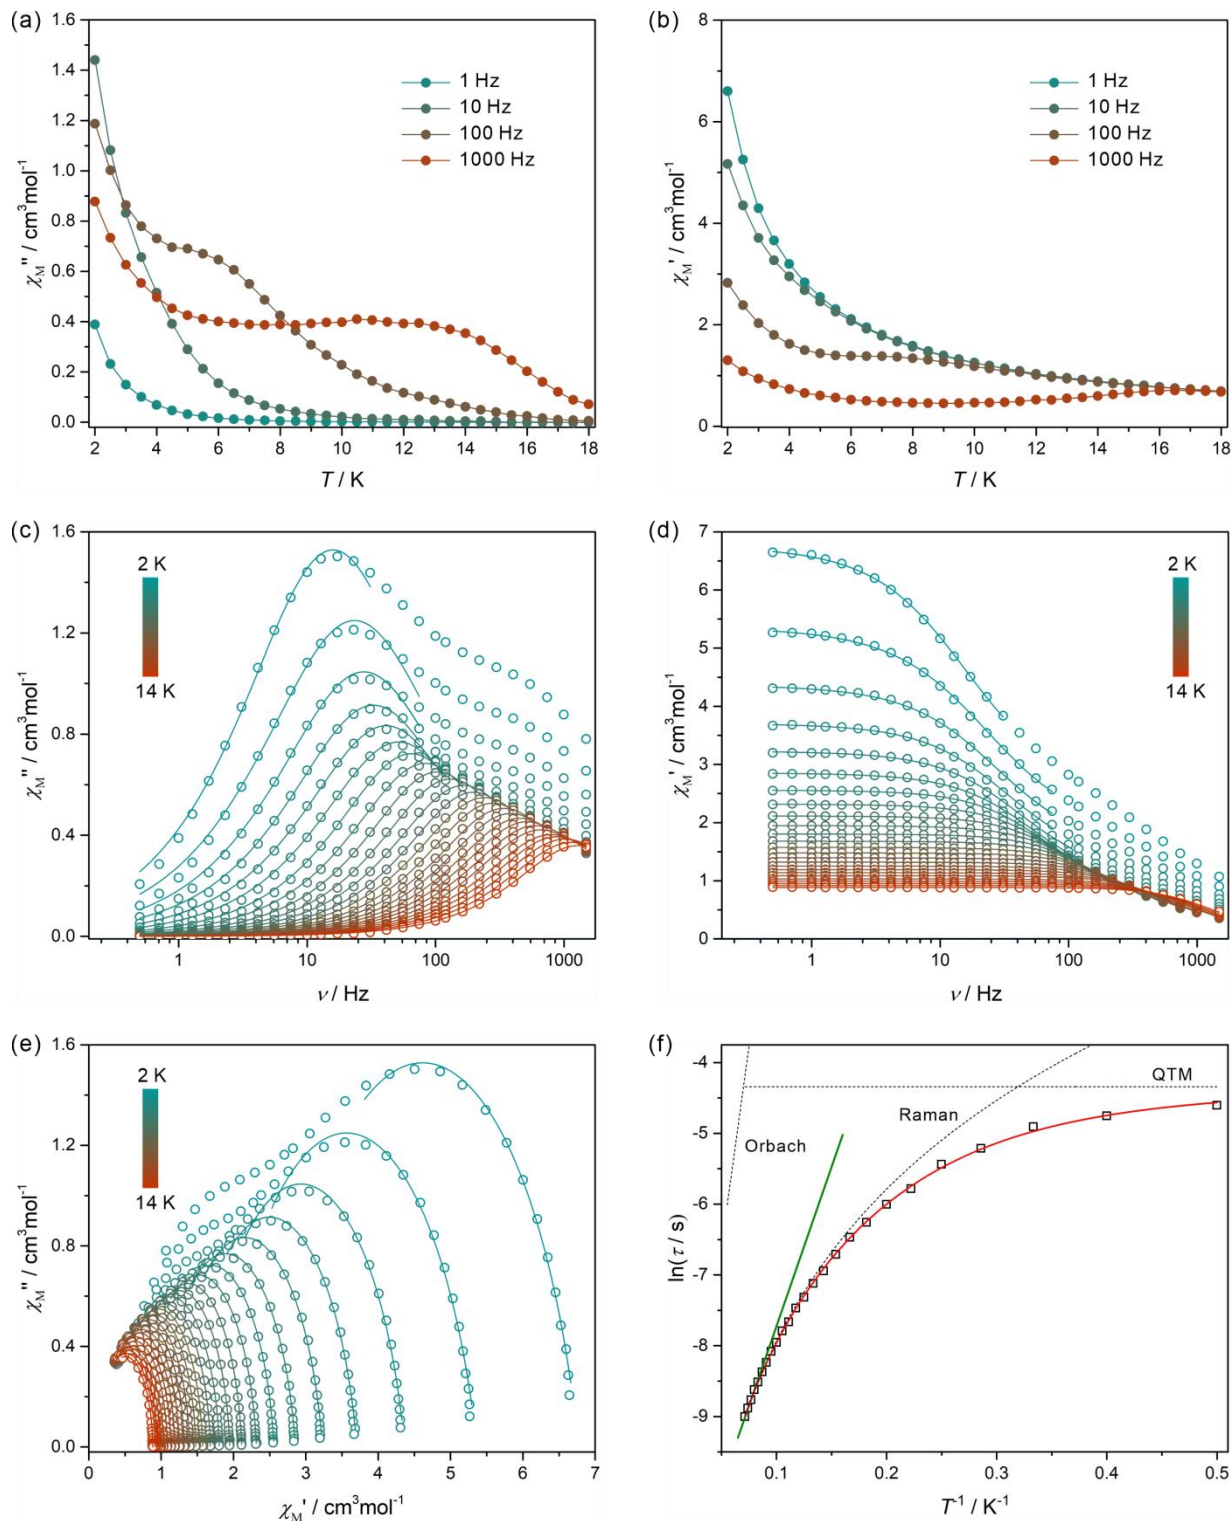 (a)
1.6
1.4
1.2
1.0
0.8
0.6
0.4
0.2
0.0
χM'' / cm3mol-1
1 Hz
10 Hz
100 Hz
1000 Hz
2 4 6 8 10 12 14 16 18
T / K
(b)
8
6
4
2
0
χM' / cm3mol-1
1 Hz
10 Hz
100 Hz
1000 Hz
2 4 6 8 10 12 14 16 18
T / K
(c)
1.6
1.2
0.8
0.4
0.0
χM'' / cm3mol-1
2 K
14 K
1 10 100 1000
ν / Hz
(d)
7
6
5
4
3
2
1
0
χM' / cm3mol-1
2 K
14 K
1 10 100 1000
ν / Hz
(e)
1.6
1.2
0.8
0.4
0.0
χM'' / cm3mol-1
2 K
14 K
0 1 2 3 4 5 6 7
χM' / cm3mol-1
(f)
-4
-5
-6
-7
-8
-9
ln(τ / s)
QTM
Raman
Orbach
0.1 0.2 0.3 0.4 0.5
T-1 / K-1